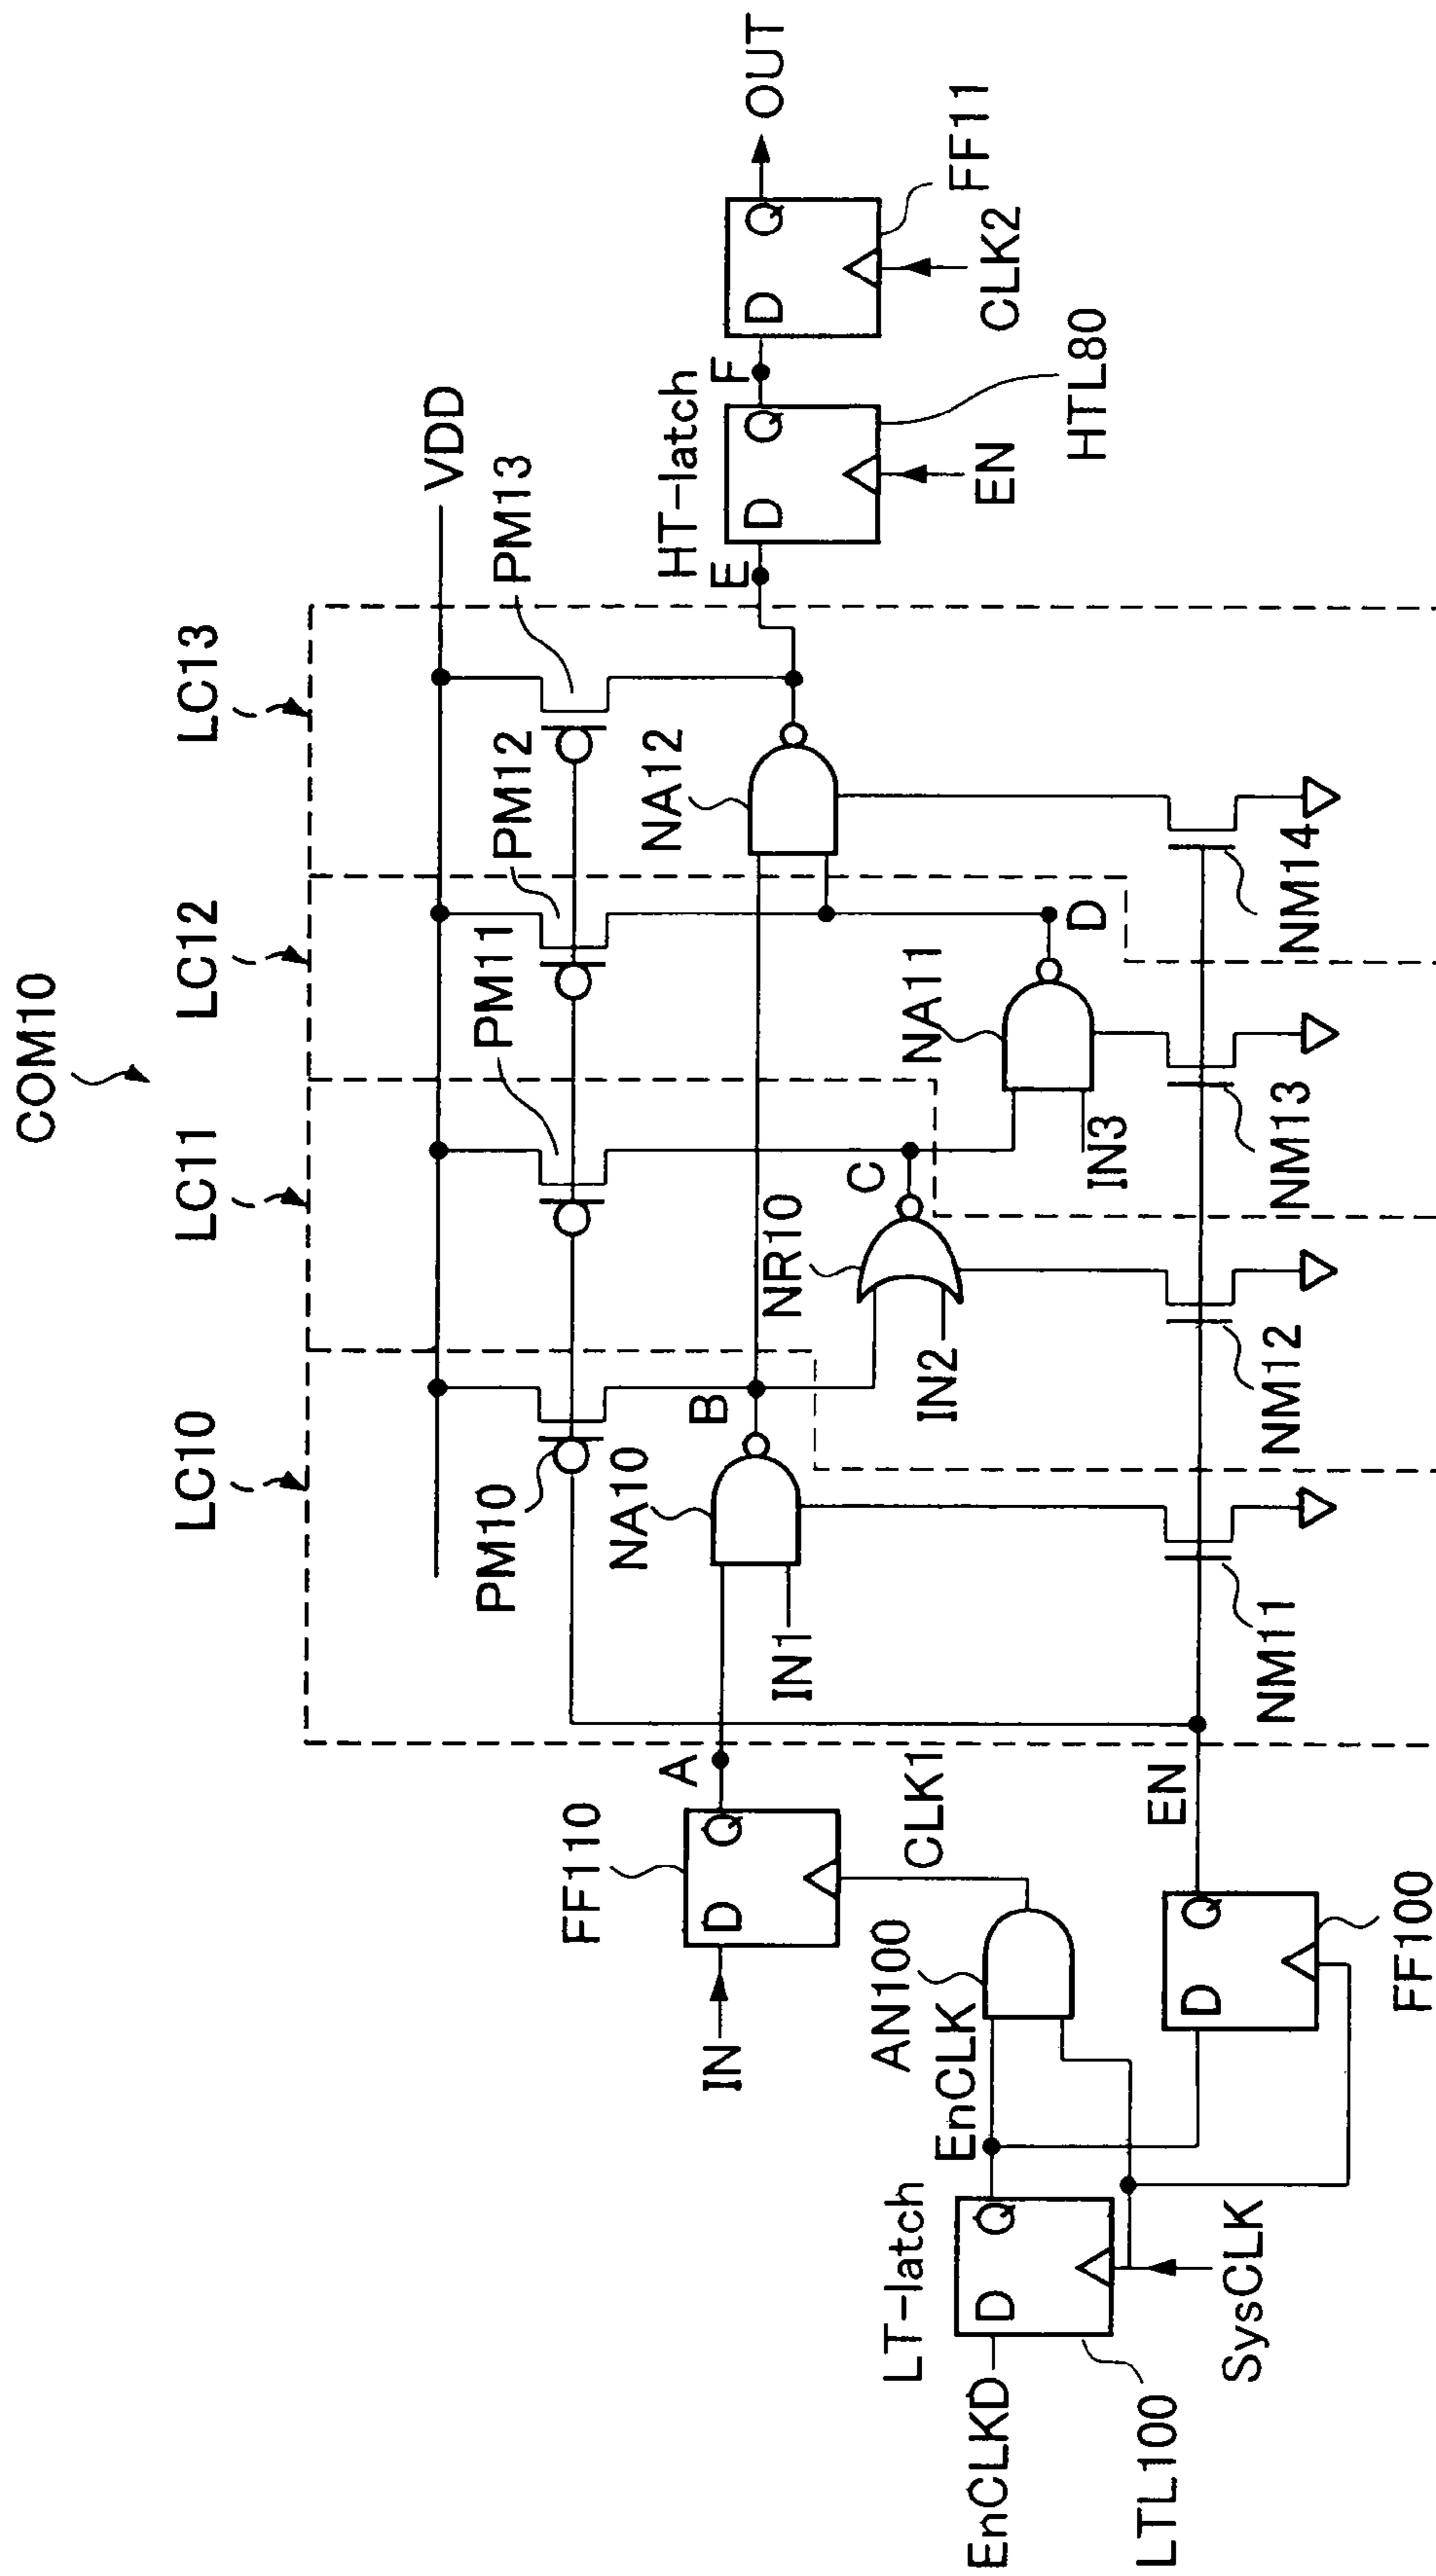 COM10
LC10
LC11
LC12
LC13
VDD
PM10
PM11
PM12
PM13
HT-latch
NA10
B
NR10
C
NA12
E
D
Q
F
D
Q
OUT
FF11
CLK2
EN
HTL80
IN1
IN2
IN3
NA11
D
NM11
NM12
NM13
NM14
FF110
A
IN
D
Q
CLK1
AN100
EnCLK
LT-latch
EnCLKD
D
Q
LTL100
SysCLK
D
Q
EN
FF100